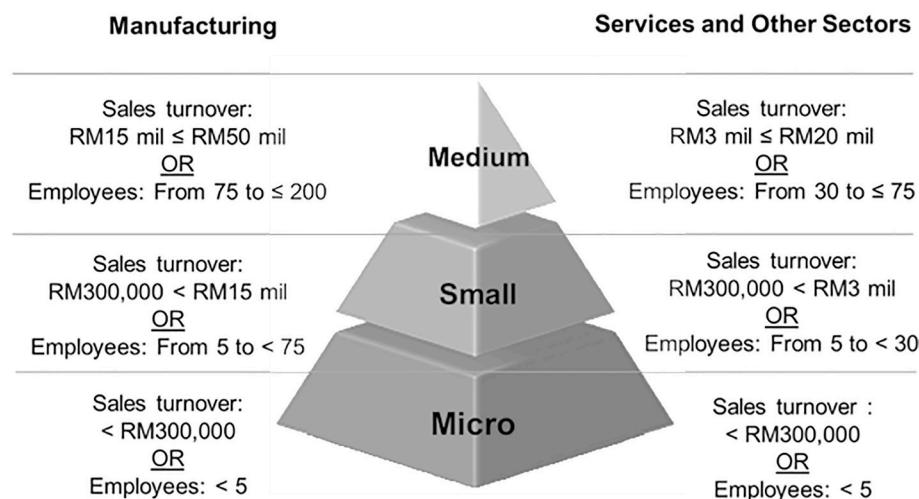 Manufacturing
Services and Other Sectors
Sales turnover:
RM15 mil ≤ RM50 mil
OR
Employees: From 75 to ≤ 200
Medium
Sales turnover:
RM3 mil ≤ RM20 mil
OR
Employees: From 30 to ≤ 75
Sales turnover:
RM300,000 < RM15 mil
OR
Employees: From 5 to < 75
Small
Sales turnover:
RM300,000 < RM3 mil
OR
Employees: From 5 to < 30
Sales turnover:
< RM300,000
OR
Employees: < 5
Micro
Sales turnover :
< RM300,000
OR
Employees: < 5